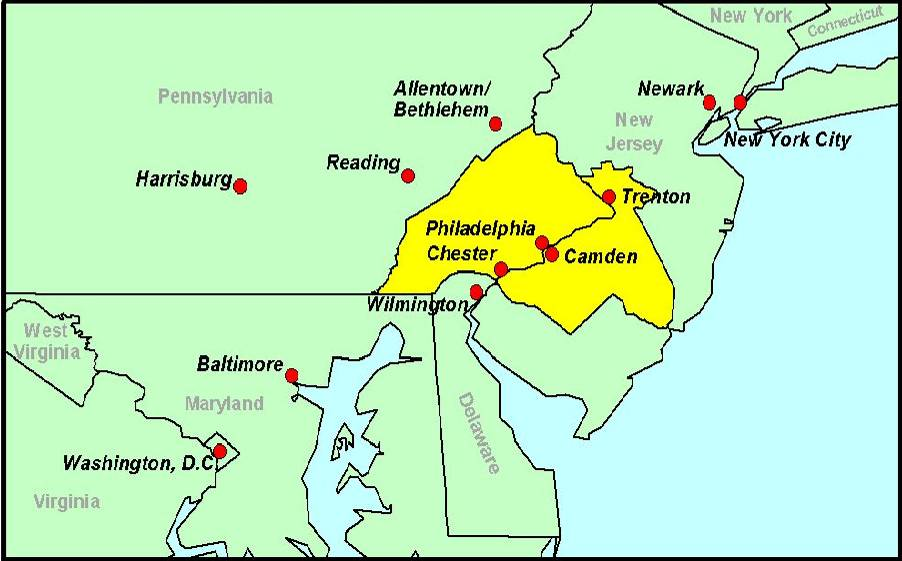 New York
Connecticut
Pennsylvania
Allentown/
Bethlehem
Newark
New
Jersey
New York City
Reading
Harrisburg
Trenton
Philadelphia
Chester
Camden
Wilmington
West
Virginia
Baltimore
Maryland
Delaware
Washington, D.C
Virginia